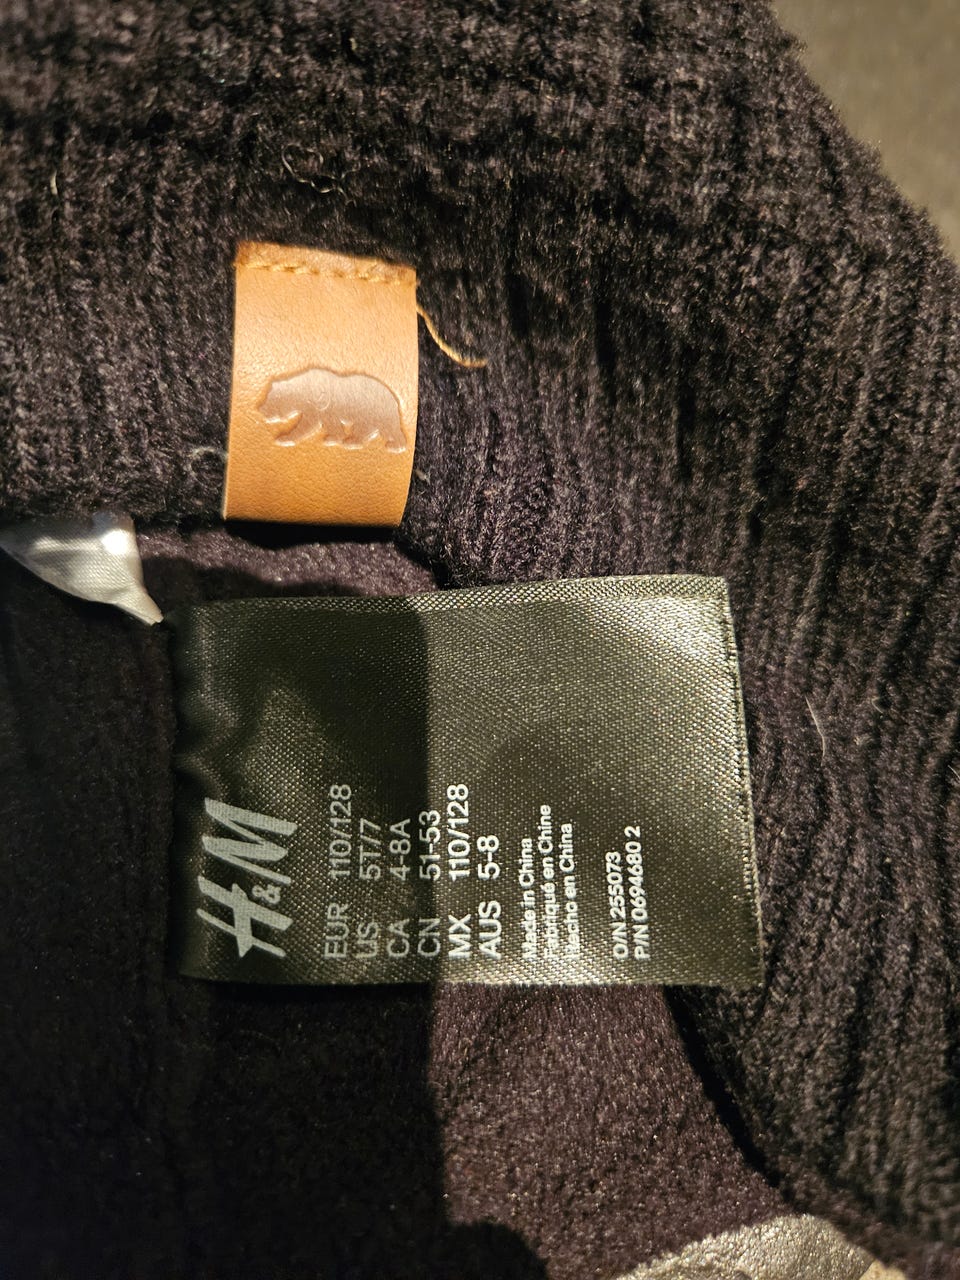 H&M
EUR 110/128
US 5T/7
CA 4-8A
CN 51-53
MX 110/128
AUS 5-8
Made in China
Fabriqué en Chine
Hecho en China
O/N 255073
P/N 0694680 2